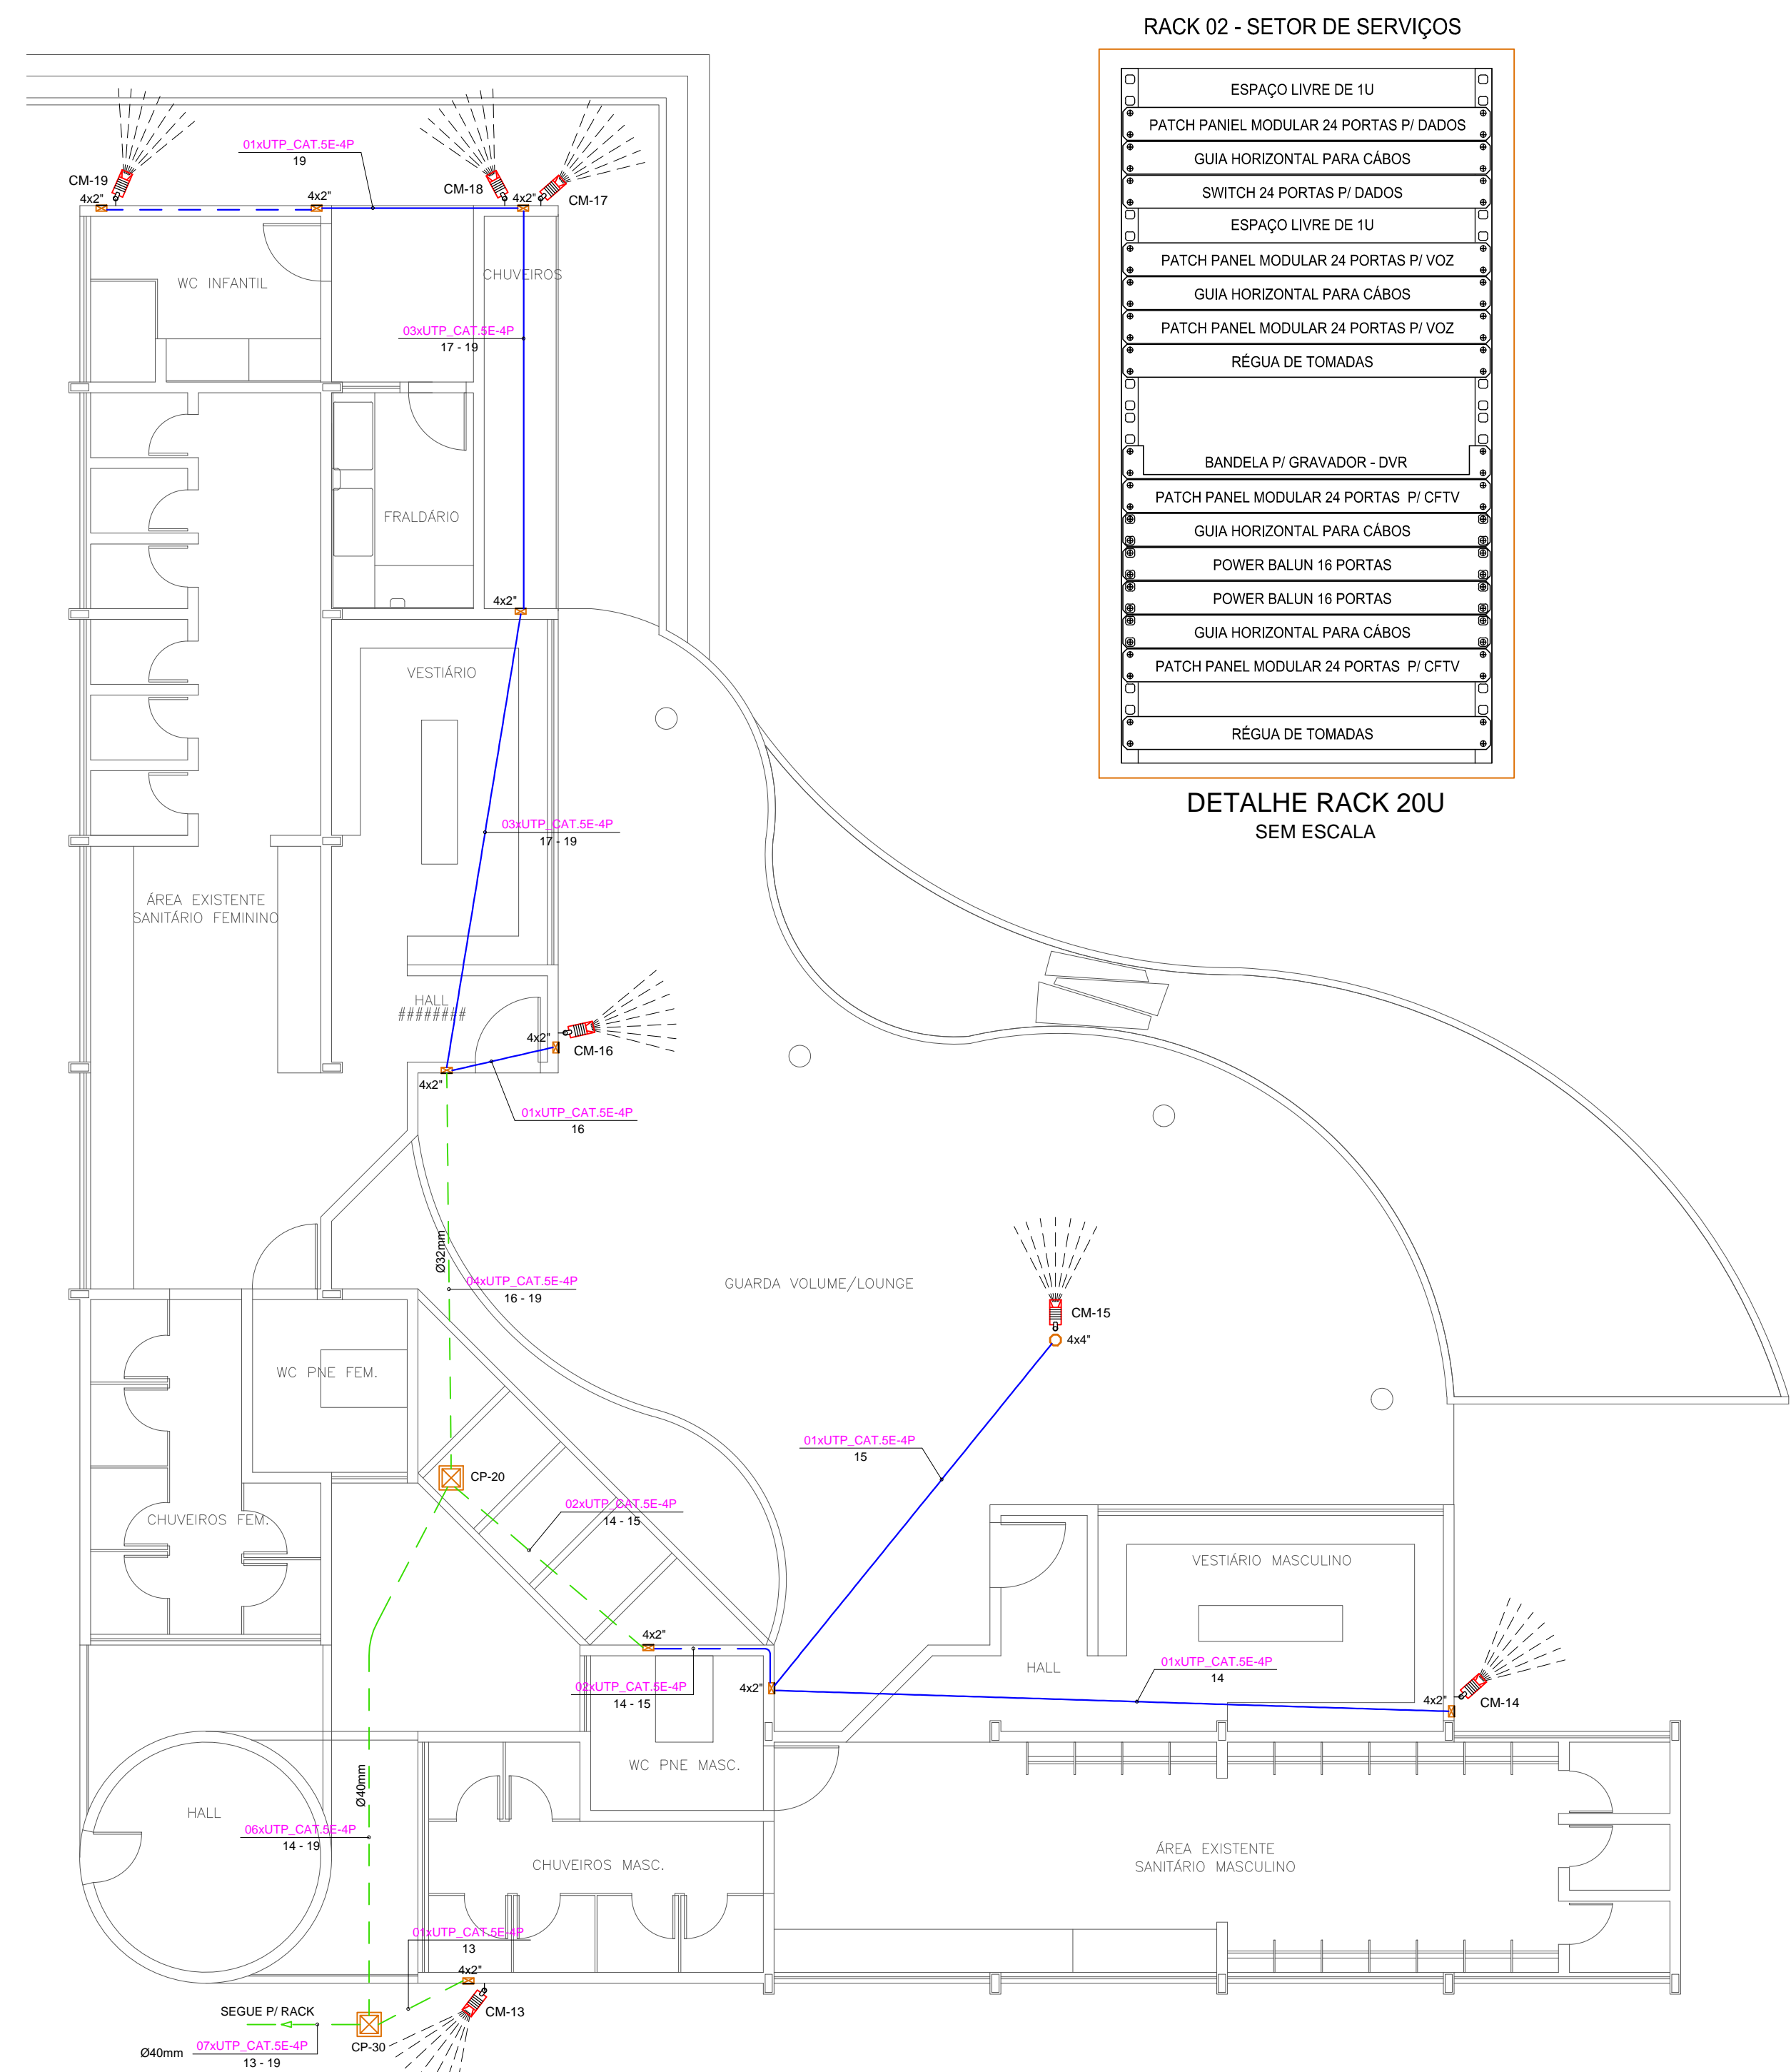 RACK 02 - SETOR DE SERVIÇOS
ESPAÇO LIVRE DE 1U
PATCH PANIEL MODULAR 24 PORTAS P/ DADOS
GUIA HORIZONTAL PARA CÁBOS
SWITCH 24 PORTAS P/ DADOS
ESPAÇO LIVRE DE 1U
PATCH PANEL MODULAR 24 PORTAS P/ VOZ
GUIA HORIZONTAL PARA CÁBOS
PATCH PANEL MODULAR 24 PORTAS P/ VOZ
RÉGUA DE TOMADAS
BANDELA P/ GRAVADOR - DVR
PATCH PANEL MODULAR 24 PORTAS P/ CFTV
GUIA HORIZONTAL PARA CÁBOS
POWER BALUN 16 PORTAS
POWER BALUN 16 PORTAS
GUIA HORIZONTAL PARA CÁBOS
PATCH PANEL MODULAR 24 PORTAS P/ CFTV
RÉGUA DE TOMADAS
DETALHE RACK 20U
SEM ESCALA
01xUTP_CAT.5E-4P
19
CM-19
4x2"
4x2"
CM-18
4x2"
CM-17
WC INFANTIL
CHUVEIROS
03xUTP_CAT.5E-4P
17 - 19
FRALDÁRIO
4x2"
VESTIÁRIO
03xUTP_CAT.5E-4P
17 - 19
ÁREA EXISTENTE
SANITÁRIO FEMININO
HALL
########
4x2"
CM-16
4x2"
01xUTP_CAT.5E-4P
16
Ø32mm
04xUTP_CAT.5E-4P
16 - 19
GUARDA VOLUME/LOUNGE
CM-15
4x4"
WC PNE FEM.
01xUTP_CAT.5E-4P
15
CP-20
02xUTP_CAT.5E-4P
14 - 15
CHUVEIROS FEM.
VESTIÁRIO MASCULINO
4x2"
HALL
01xUTP_CAT.5E-4P
14
02xUTP_CAT.5E-4P
14 - 15
4x2"
4x2"
CM-14
WC PNE MASC.
Ø40mm
HALL
06xUTP_CAT.5E-4P
14 - 19
CHUVEIROS MASC.
ÁREA EXISTENTE
SANITÁRIO MASCULINO
01xUTP_CAT.5E-4P
13
4x2"
SEGUE P/ RACK
CM-13
CP-30
Ø40mm
07xUTP_CAT.5E-4P
13 - 19